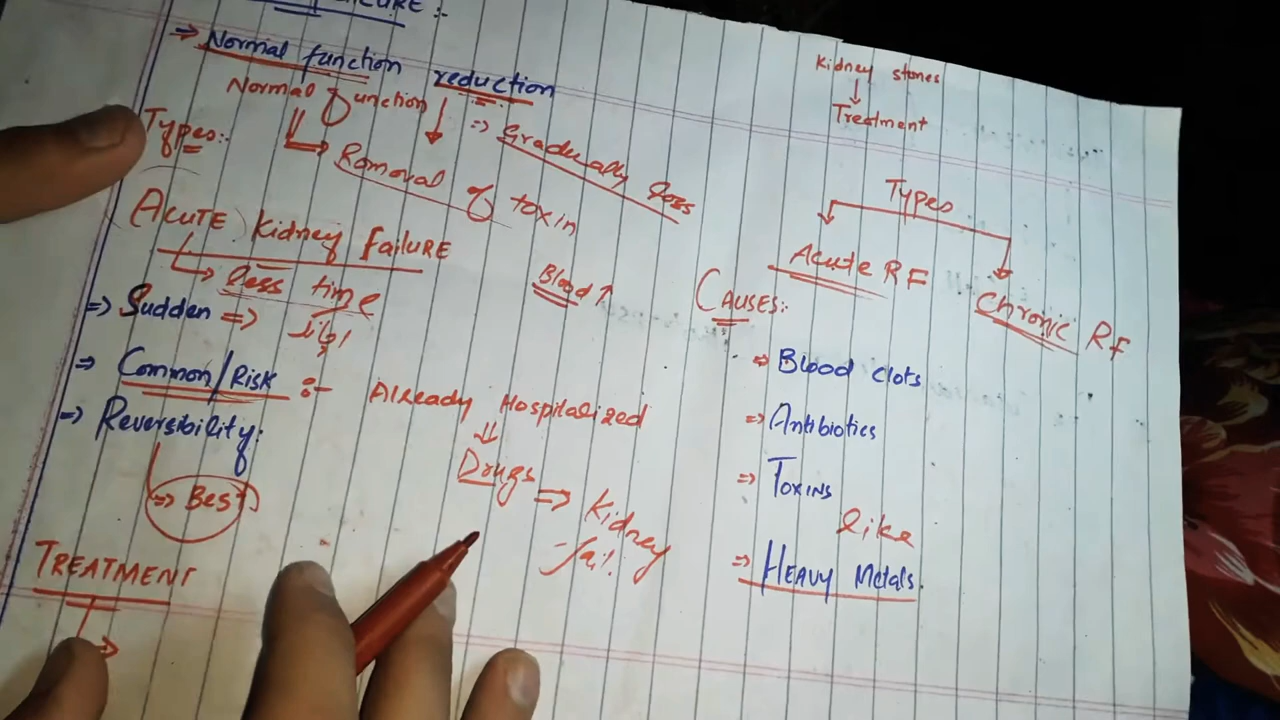 ⇒ Normal function reduction
Normal function
⇒ Gradually loss
Removal of toxin
Types:
ACUTE Kidney FaiLURE
less time
Blood ↑
⇒ Sudden ⇒
⇒ Common/Risk :- Already Hospitalized
⇒ Reversibility:
Drugs ⇒ Kidney
fail
⇒ Best
TREATMENT
Kidney stones
Treatment
Types
Acute RF
Chronic RF
CAUSES:
⇒ Blood clots
⇒ Antibiotics
⇒ Toxins
like
⇒ HEAVY Metals.